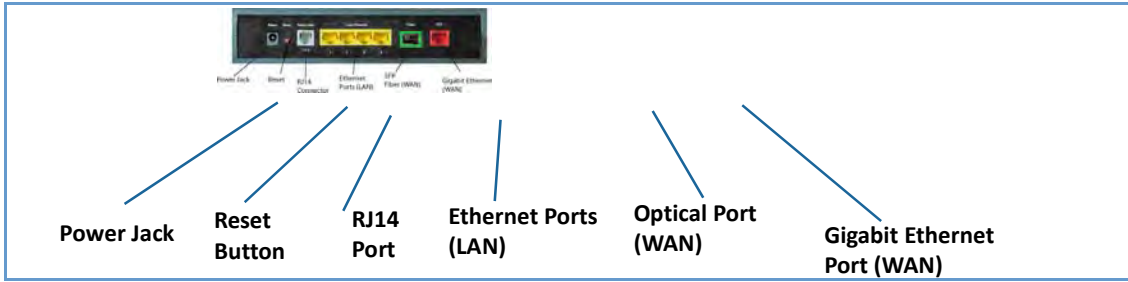 Power Jack
Reset
RJ14
Connector
Ethernet
Ports (LAN)
SFP
Fiber (WAN)
Gigabit Ethernet
(WAN)
Power Jack
Reset
Button
RJ14
Port
Ethernet Ports
(LAN)
Optical Port
(WAN)
Gigabit Ethernet
Port (WAN)